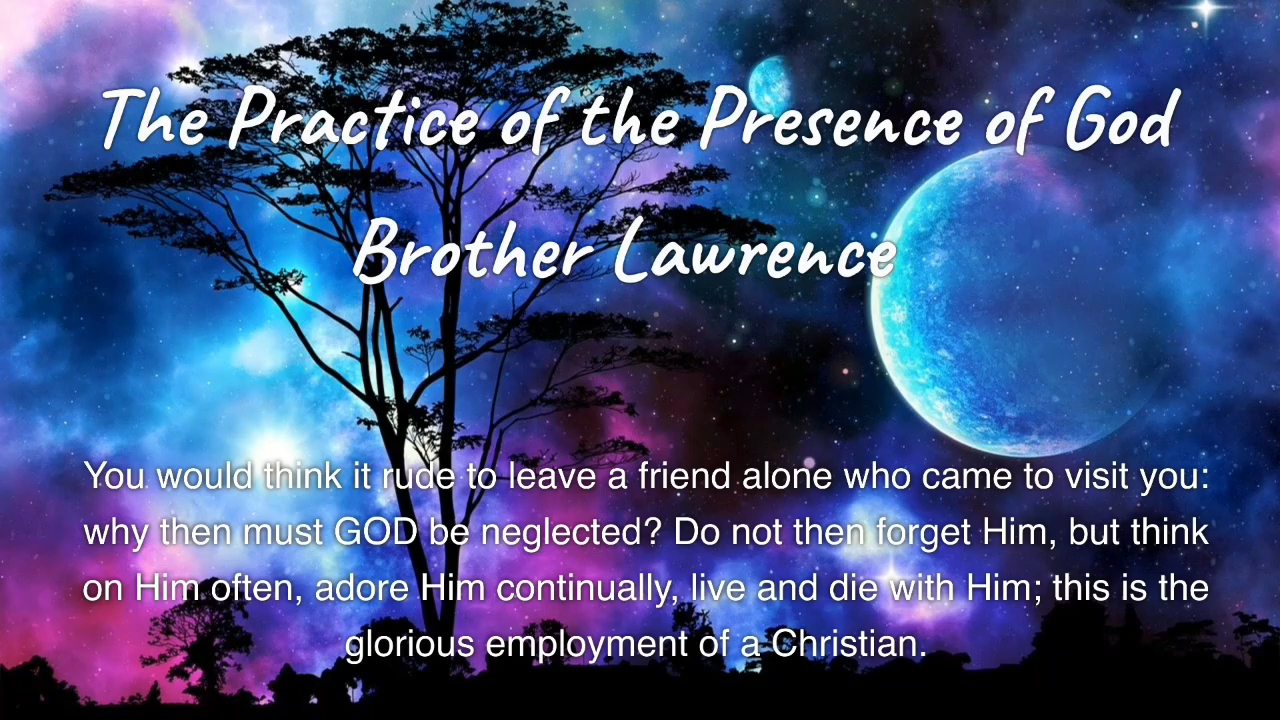 The Practice of the Presence of God
Brother Lawrence
You would think it rude to leave a friend alone who came to visit you:
why then must GOD be neglected? Do not then forget Him, but think
on Him often, adore Him continually, live and die with Him; this is the
glorious employment of a Christian.